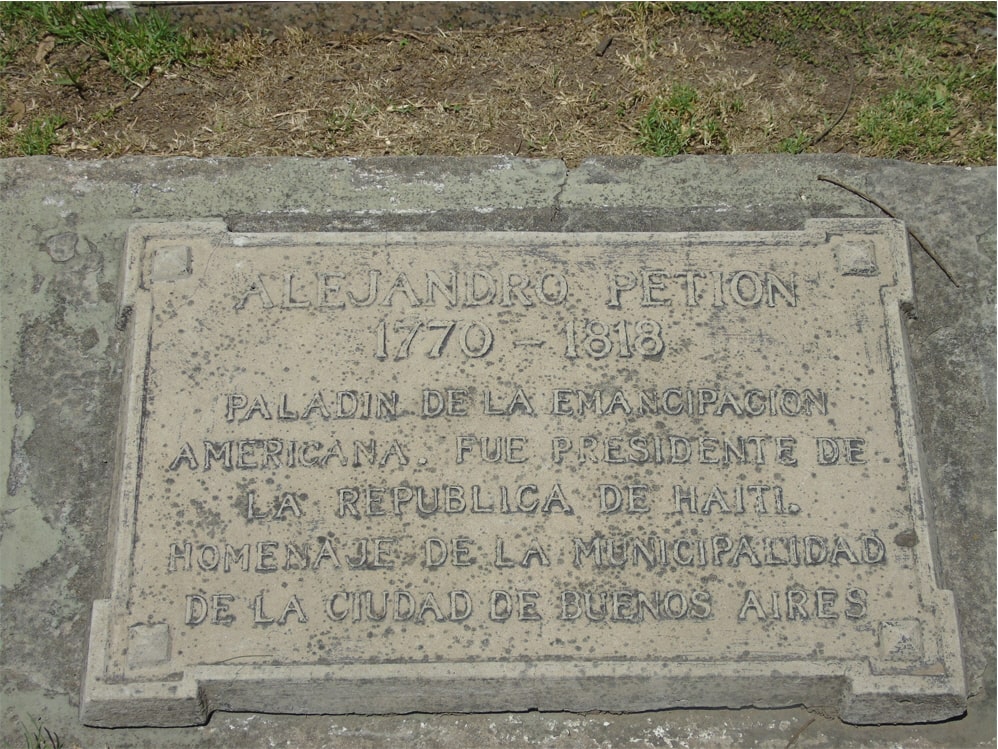 ALEJANDRO PETION
1770 - 1818
PALADIN DE LA EMANCIPACION
AMERICANA. FUE PRESIDENTE DE
LA REPUBLICA DE HAITI.
HOMENAJE DE LA MUNICIPALIDAD
DE LA CIUDAD DE BUENOS AIRES